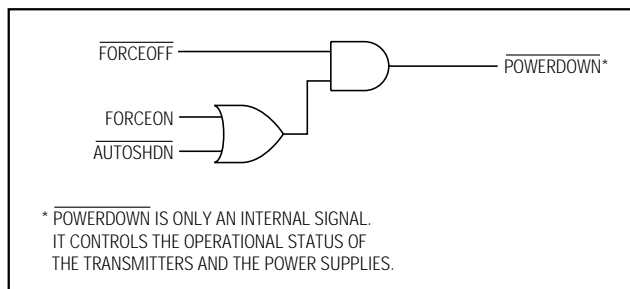 FORCEOFF
POWERDOWN*
FORCEON
AUTOSHDN
* POWERDOWN IS ONLY AN INTERNAL SIGNAL.
IT CONTROLS THE OPERATIONAL STATUS OF
THE TRANSMITTERS AND THE POWER SUPPLIES.